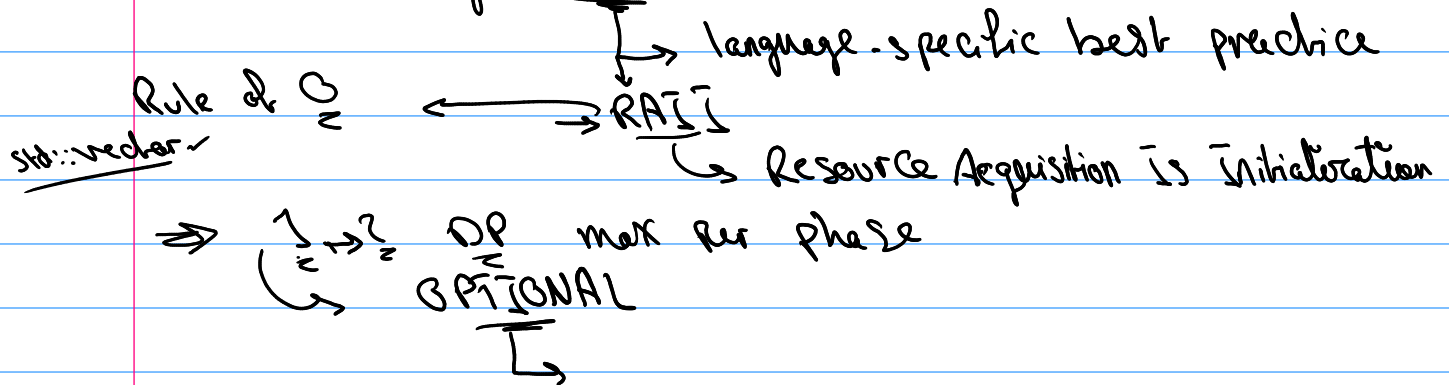 language-specific best practice
Rule of 0 RAII
std::vector
Resource Acquisition Is Initialization
1 → 2 DP max per phase
OPTIONAL